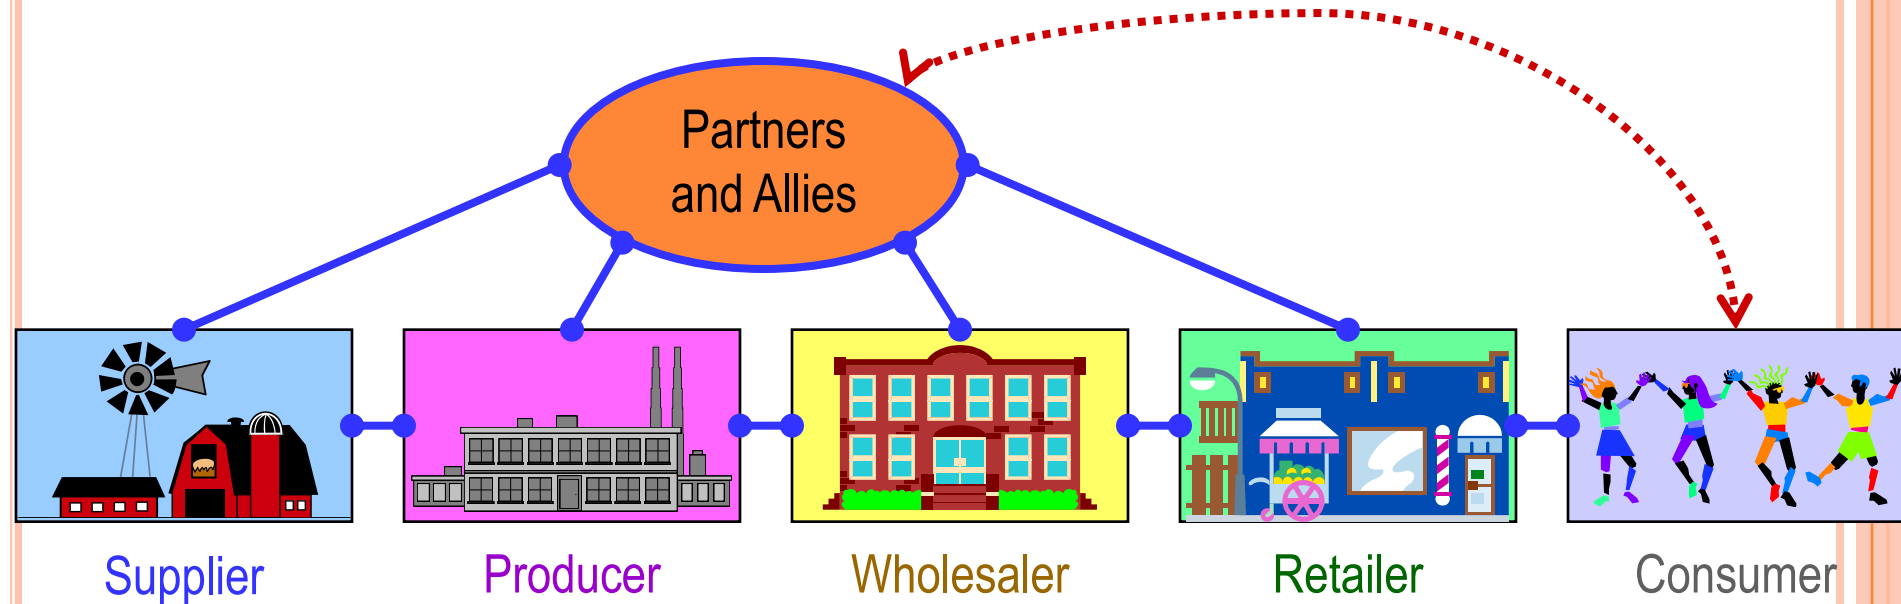 Partners
and Allies
Supplier
Producer
Wholesaler
Retailer
Consumer